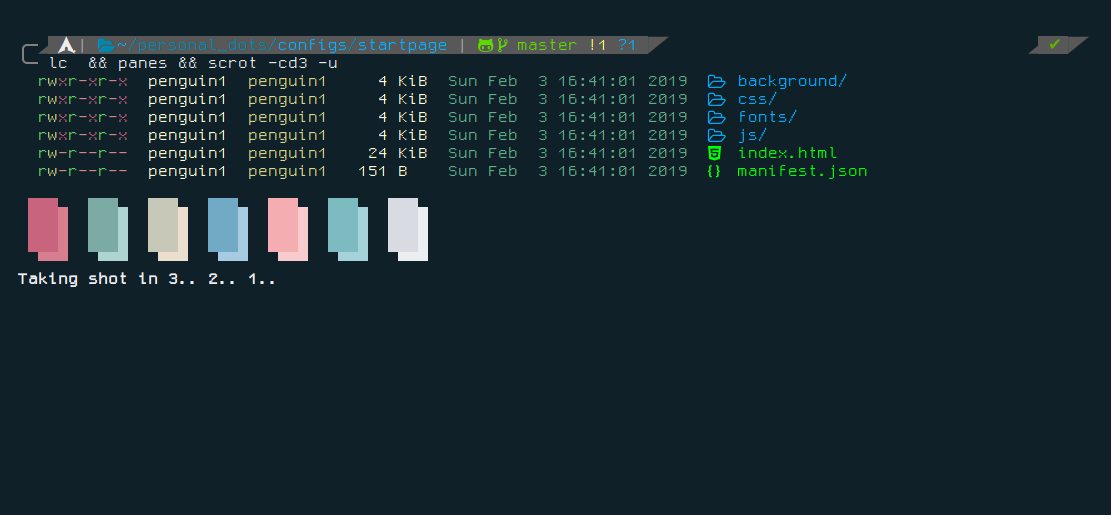 | ~/personal_dots/configs/startpage | master !1 ?1 ✔
lc  && panes && scrot -cd3 -u
rwxr-xr-x penguin1 penguin1 4 KiB Sun Feb 3 16:41:01 2019 background/
rwxr-xr-x penguin1 penguin1 4 KiB Sun Feb 3 16:41:01 2019 css/
rwxr-xr-x penguin1 penguin1 4 KiB Sun Feb 3 16:41:01 2019 fonts/
rwxr-xr-x penguin1 penguin1 4 KiB Sun Feb 3 16:41:01 2019 js/
rw-r--r-- penguin1 penguin1 24 KiB Sun Feb 3 16:41:01 2019 index.html
rw-r--r-- penguin1 penguin1 151 B Sun Feb 3 16:41:01 2019 {} manifest.json
Taking shot in 3.. 2.. 1..